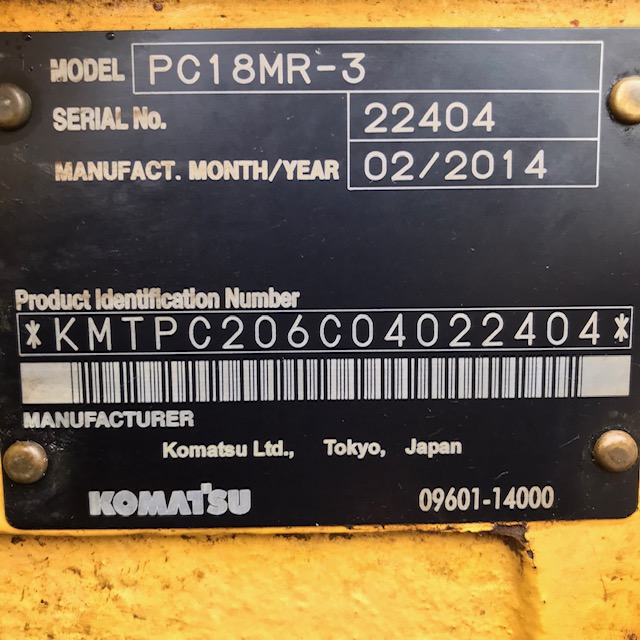 MODEL PC18MR-3
SERIAL No. 22404
MANUFACT. MONTH/YEAR 02/2014
Product Identification Number
*KMTPC206C04022404*
MANUFACTURER
Komatsu Ltd., Tokyo, Japan
KOMATSU 09601-14000